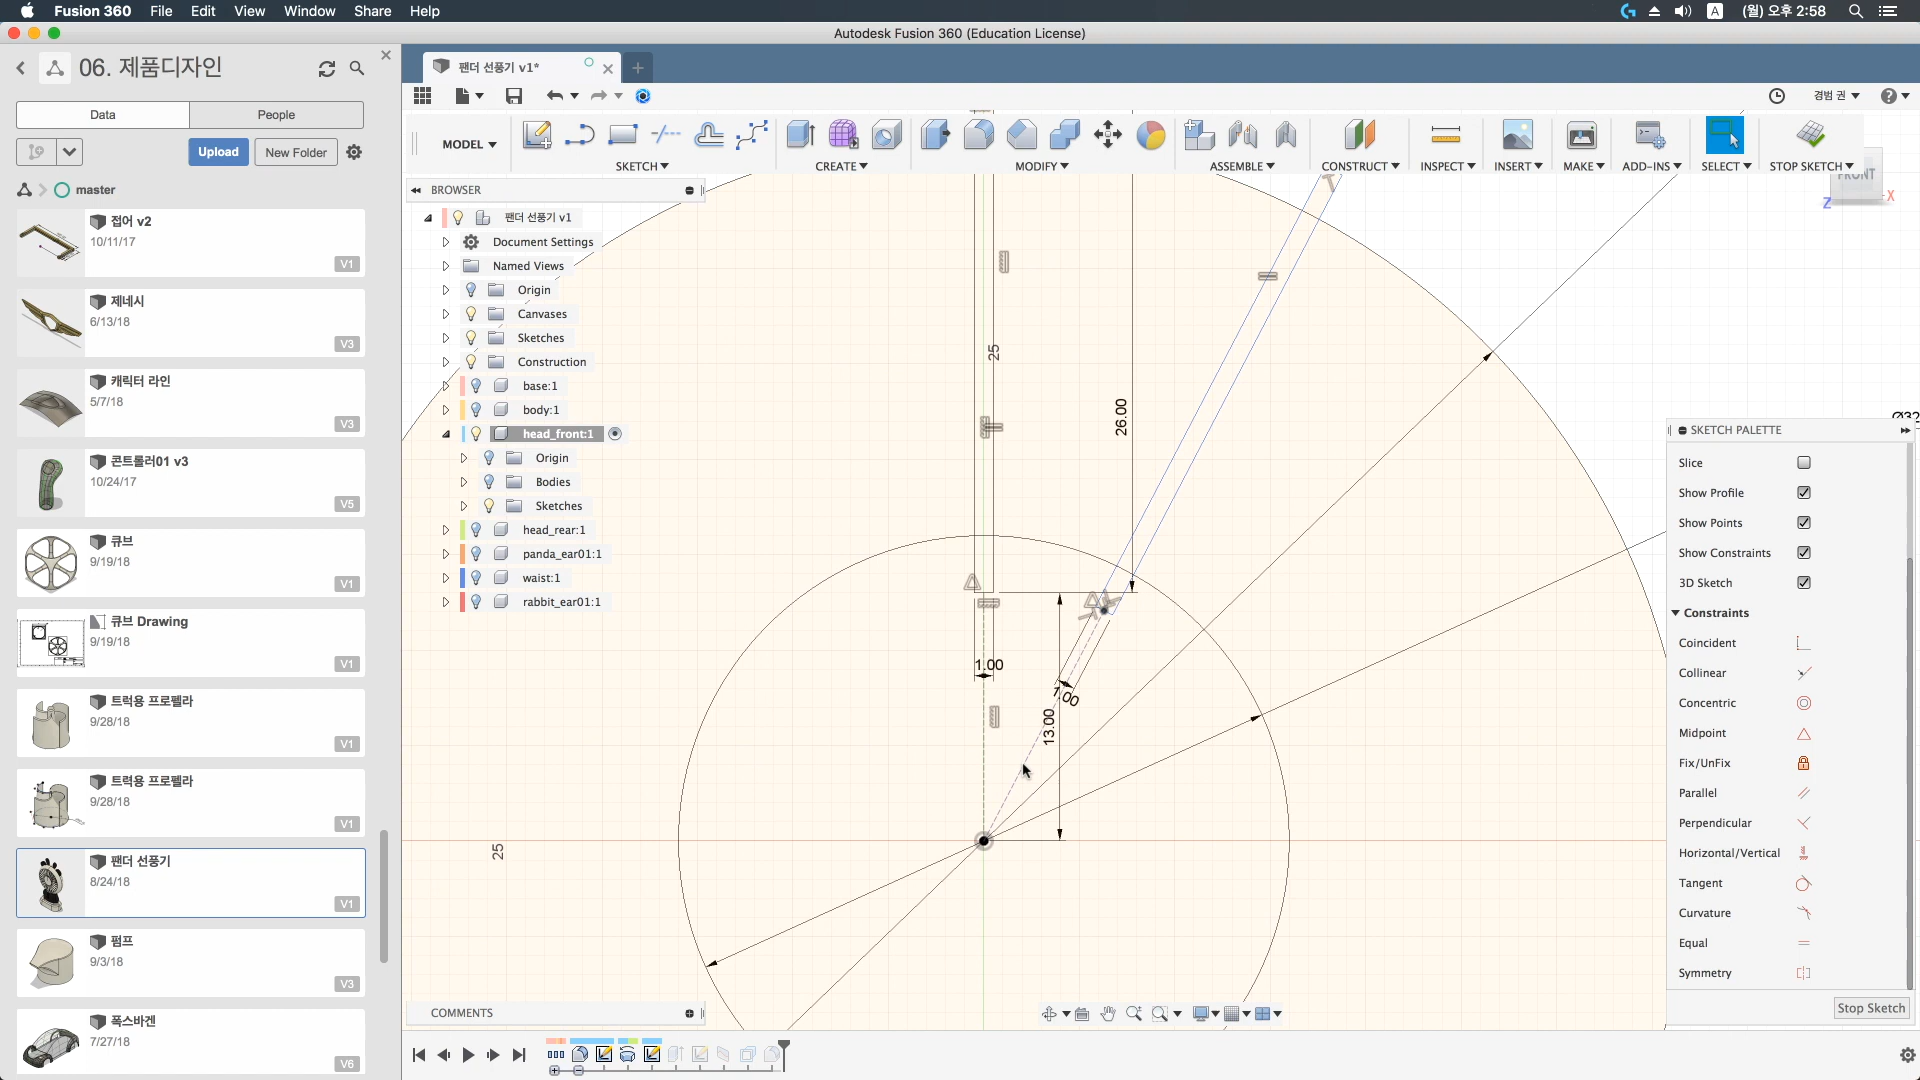 Fusion 360 File Edit View Window Share Help
A (월) 오후 2:58
Autodesk Fusion 360 (Education License)
06. 제품디자인
Data People
Upload New Folder
master
접어 v2
10/11/17
V1
제네시
6/13/18
V3
캐릭터 라인
5/7/18
V3
콘트롤러01 v3
10/24/17
V5
큐브
9/19/18
V1
큐브 Drawing
9/19/18
V1
트럭용 프로펠라
9/28/18
V1
트럭용 프로펠라
9/28/18
V1
팬더 선풍기
8/24/18
V1
펌프
9/3/18
V3
폭스바겐
7/27/18
V6
팬더 선풍기 v1*
경범 권
MODEL
SKETCH CREATE MODIFY ASSEMBLE CONSTRUCT INSPECT INSERT MAKE ADD-INS SELECT STOP SKETCH
BROWSER
팬더 선풍기 v1
Document Settings
Named Views
Origin
Canvases
Sketches
Construction
base:1
body:1
head_front:1
Origin
Bodies
Sketches
head_rear:1
panda_ear01:1
waist:1
rabbit_ear01:1
FRONT
X
Z
25
26.00
1.00
1.00
13.00
25
Ø32
SKETCH PALETTE
Slice
Show Profile
Show Points
Show Constraints
3D Sketch
Constraints
Coincident
Collinear
Concentric
Midpoint
Fix/UnFix
Parallel
Perpendicular
Horizontal/Vertical
Tangent
Curvature
Equal
Symmetry
Stop Sketch
COMMENTS